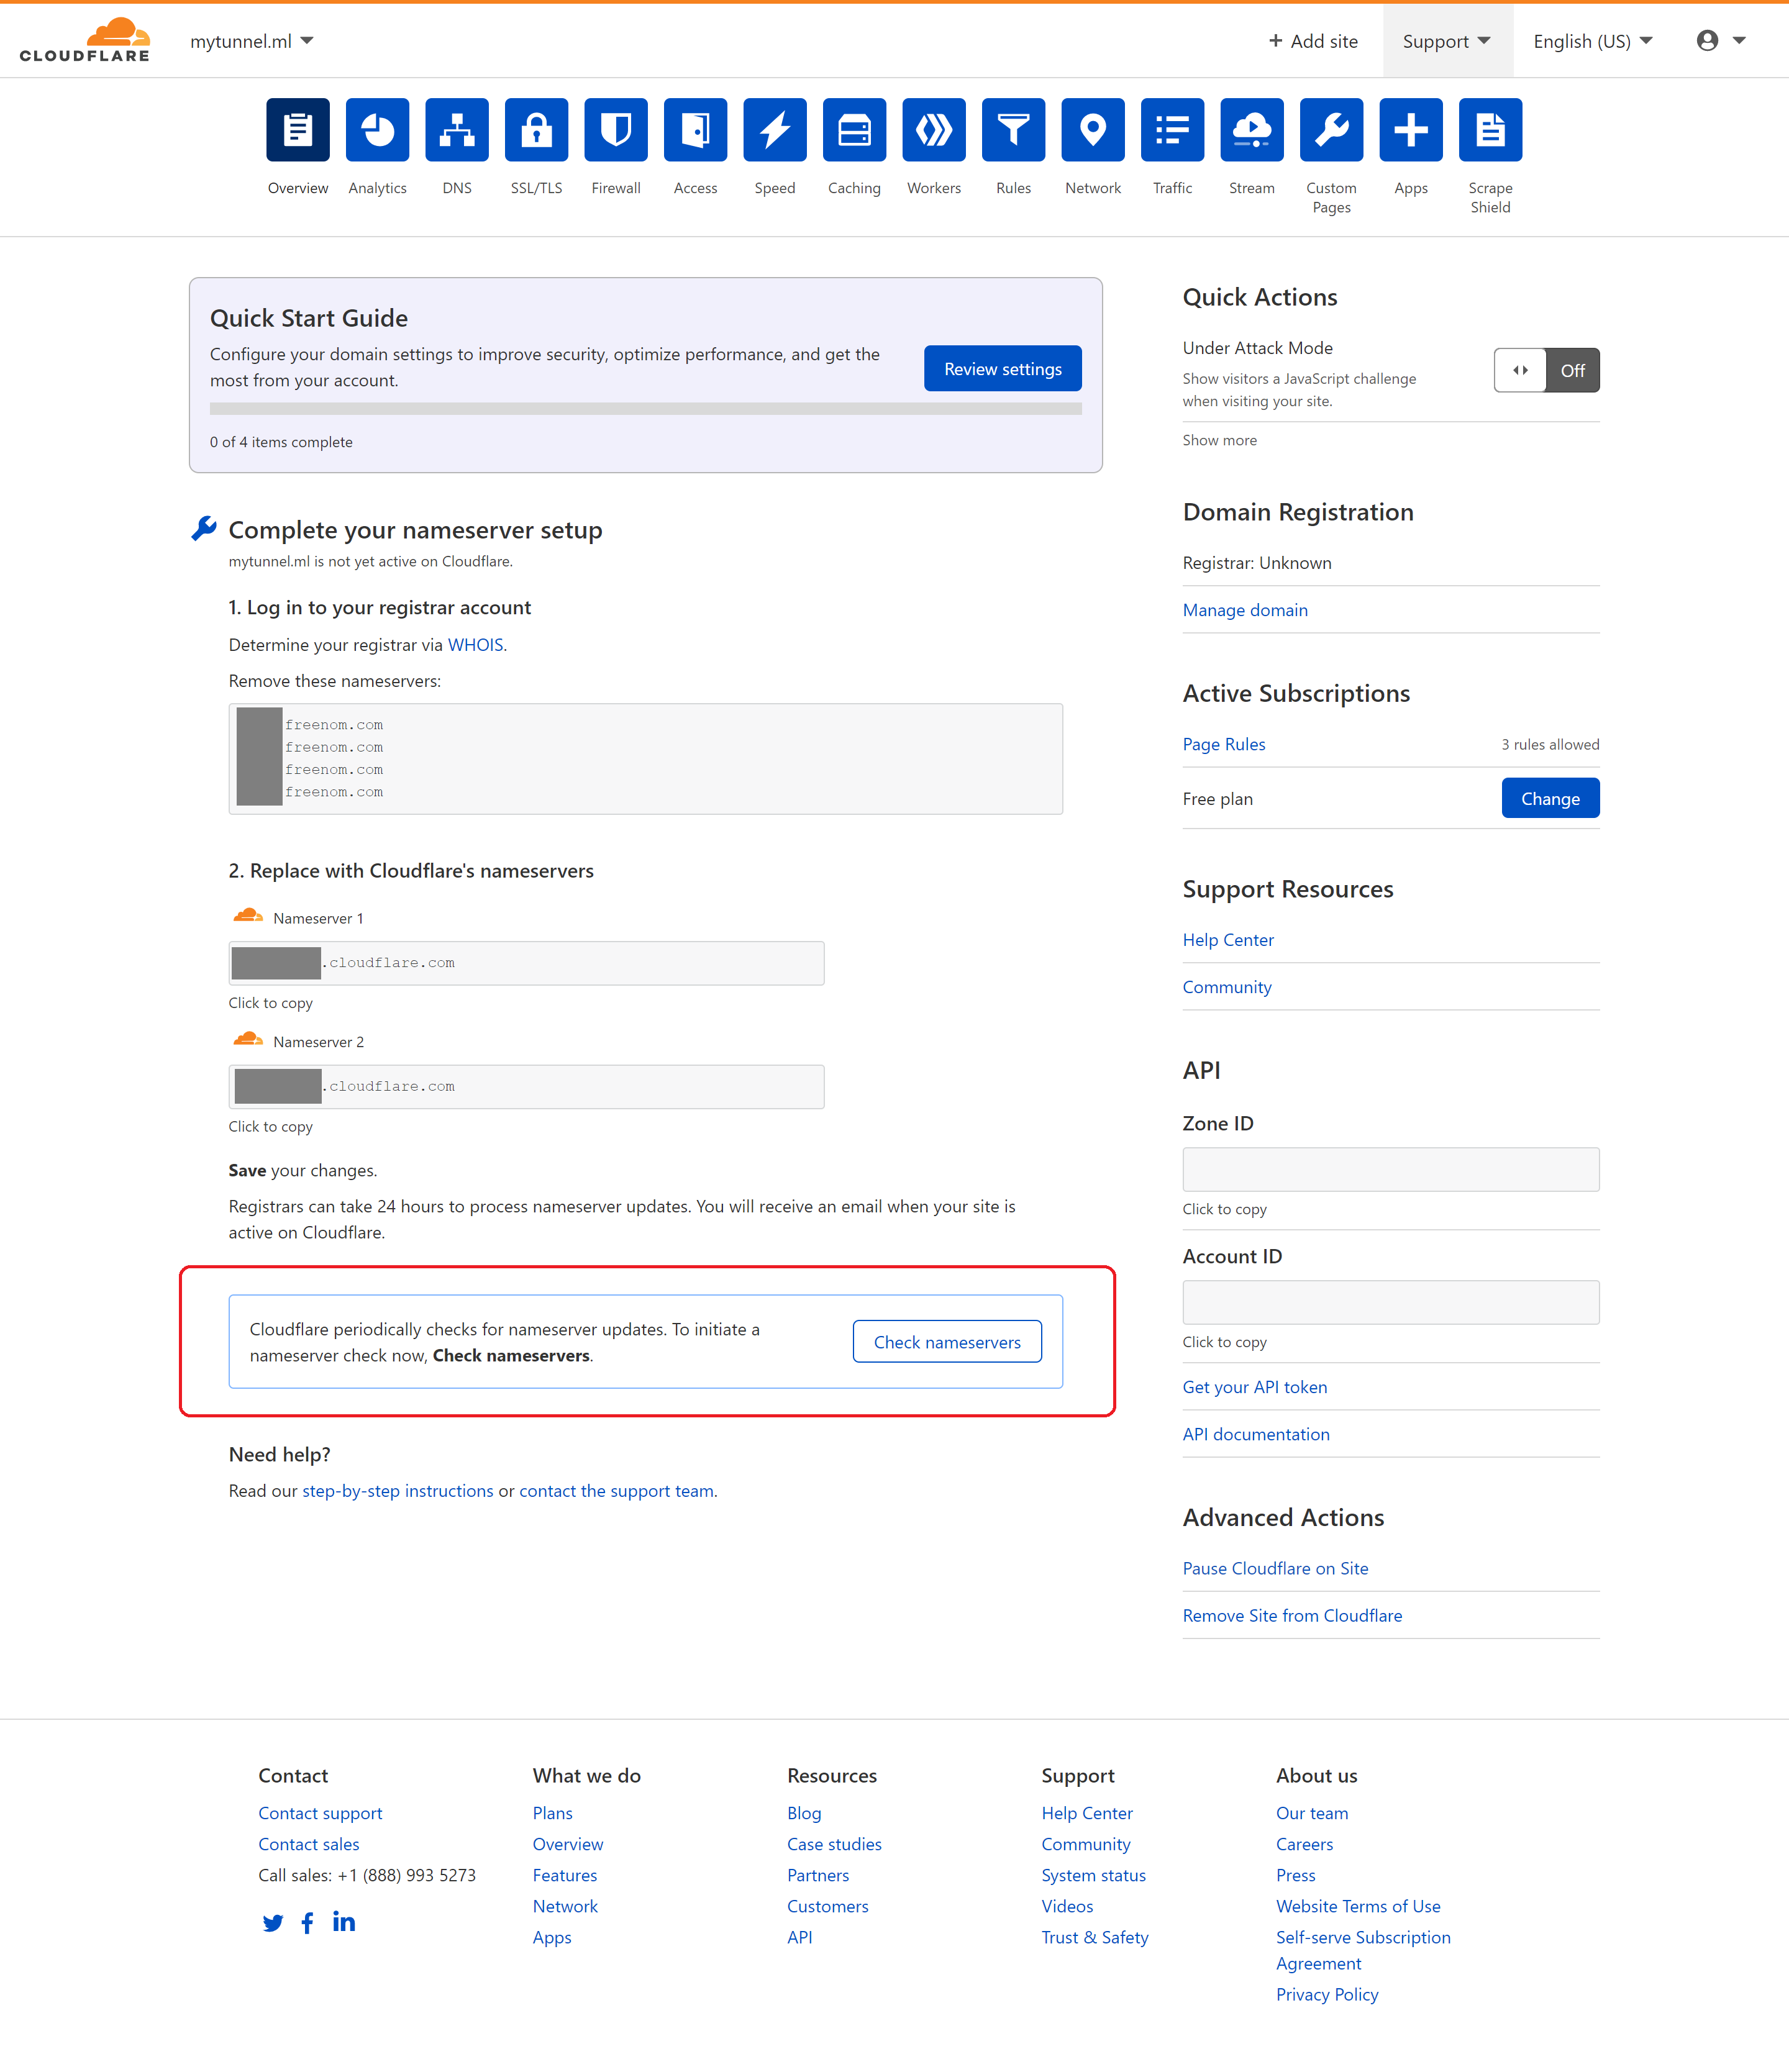 CLOUDFLARE
mytunnel.ml
+ Add site
Support
English (US)
Overview
Analytics
DNS
SSL/TLS
Firewall
Access
Speed
Caching
Workers
Rules
Network
Traffic
Stream
Custom
Pages
Apps
Scrape
Shield
Quick Start Guide
Configure your domain settings to improve security, optimize performance, and get the
most from your account.
Review settings
0 of 4 items complete
Complete your nameserver setup
mytunnel.ml is not yet active on Cloudflare.
1. Log in to your registrar account
Determine your registrar via WHOIS.
Remove these nameservers:
freenom.com
freenom.com
freenom.com
freenom.com
2. Replace with Cloudflare's nameservers
Nameserver 1
.cloudflare.com
Click to copy
Nameserver 2
.cloudflare.com
Click to copy
Save your changes.
Registrars can take 24 hours to process nameserver updates. You will receive an email when your site is
active on Cloudflare.
Cloudflare periodically checks for nameserver updates. To initiate a
nameserver check now, Check nameservers.
Check nameservers
Need help?
Read our step-by-step instructions or contact the support team.
Quick Actions
Under Attack Mode
Show visitors a JavaScript challenge
when visiting your site.
Off
Show more
Domain Registration
Registrar: Unknown
Manage domain
Active Subscriptions
Page Rules
3 rules allowed
Free plan
Change
Support Resources
Help Center
Community
API
Zone ID
Click to copy
Account ID
Click to copy
Get your API token
API documentation
Advanced Actions
Pause Cloudflare on Site
Remove Site from Cloudflare
Contact
Contact support
Contact sales
Call sales: +1 (888) 993 5273
What we do
Plans
Overview
Features
Network
Apps
Resources
Blog
Case studies
Partners
Customers
API
Support
Help Center
Community
System status
Videos
Trust & Safety
About us
Our team
Careers
Press
Website Terms of Use
Self-serve Subscription
Agreement
Privacy Policy